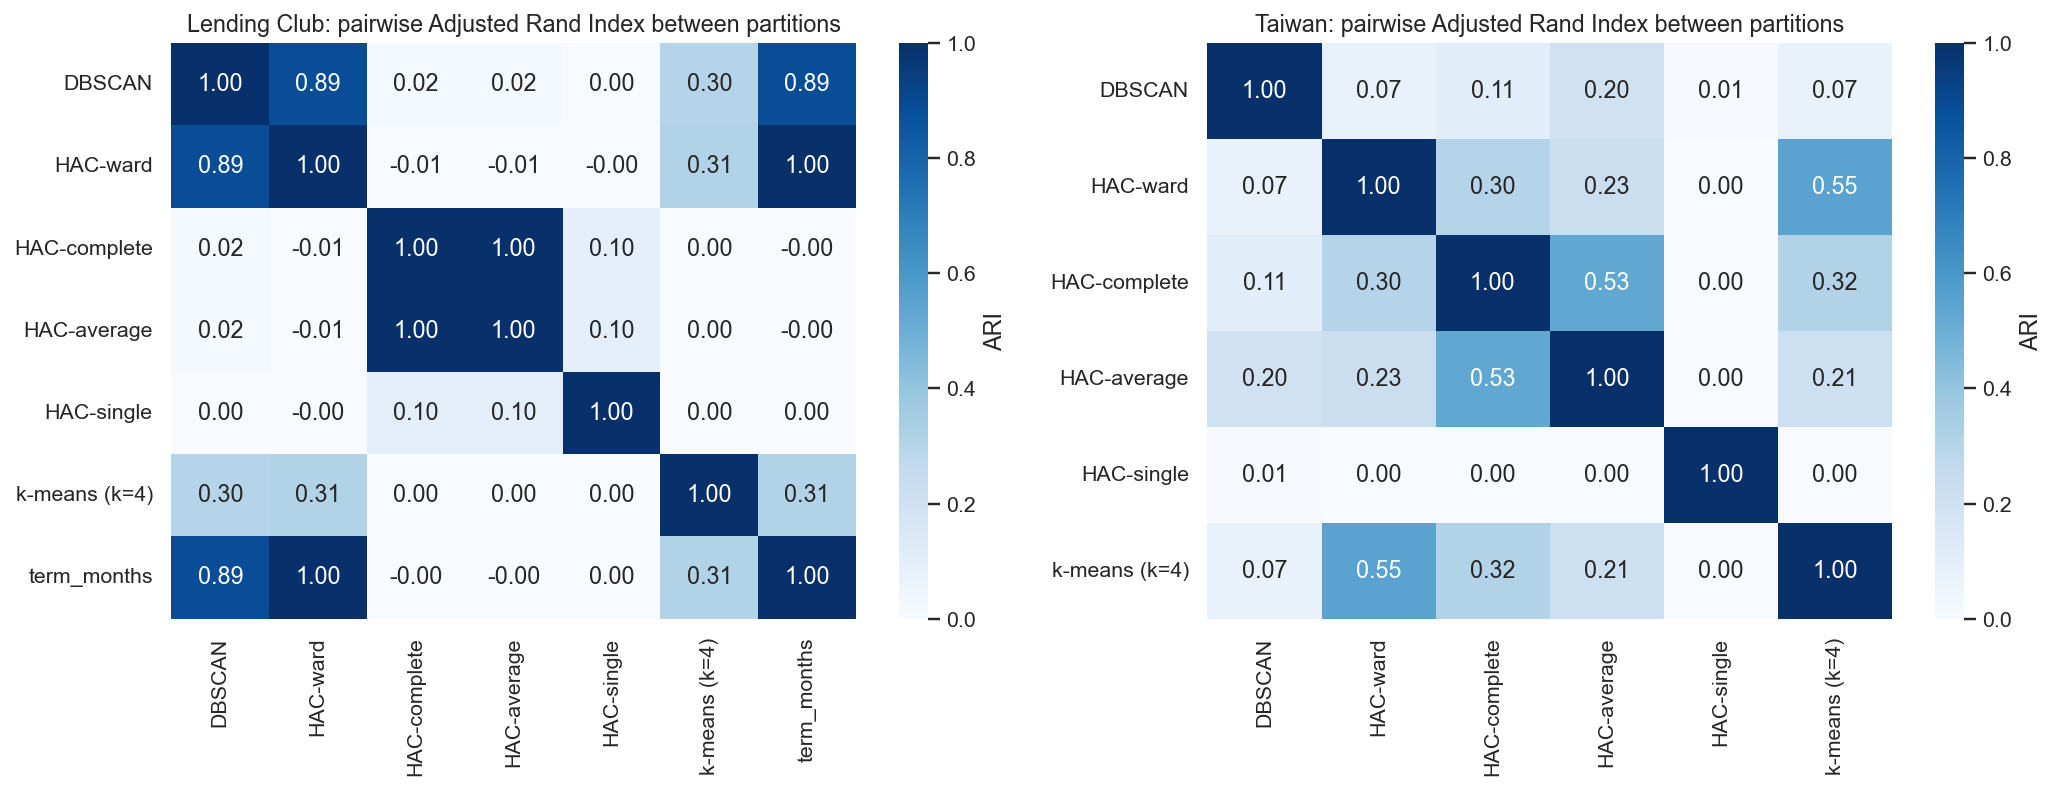 Lending Club: pairwise Adjusted Rand Index between partitions
DBSCAN 1.00 0.89 0.02 0.02 0.00 0.30 0.89
HAC-ward 0.89 1.00 -0.01 -0.01 -0.00 0.31 1.00
HAC-complete 0.02 -0.01 1.00 1.00 0.10 0.00 -0.00
HAC-average 0.02 -0.01 1.00 1.00 0.10 0.00 -0.00
HAC-single 0.00 -0.00 0.10 0.10 1.00 0.00 0.00
k-means (k=4) 0.30 0.31 0.00 0.00 0.00 1.00 0.31
term_months 0.89 1.00 -0.00 -0.00 0.00 0.31 1.00
DBSCAN
HAC-ward
HAC-complete
HAC-average
HAC-single
k-means (k=4)
term_months
1.0
0.8
0.6
0.4
0.2
0.0
ARI
Taiwan: pairwise Adjusted Rand Index between partitions
DBSCAN 1.00 0.07 0.11 0.20 0.01 0.07
HAC-ward 0.07 1.00 0.30 0.23 0.00 0.55
HAC-complete 0.11 0.30 1.00 0.53 0.00 0.32
HAC-average 0.20 0.23 0.53 1.00 0.00 0.21
HAC-single 0.01 0.00 0.00 0.00 1.00 0.00
k-means (k=4) 0.07 0.55 0.32 0.21 0.00 1.00
DBSCAN
HAC-ward
HAC-complete
HAC-average
HAC-single
k-means (k=4)
1.0
0.8
0.6
0.4
0.2
0.0
ARI